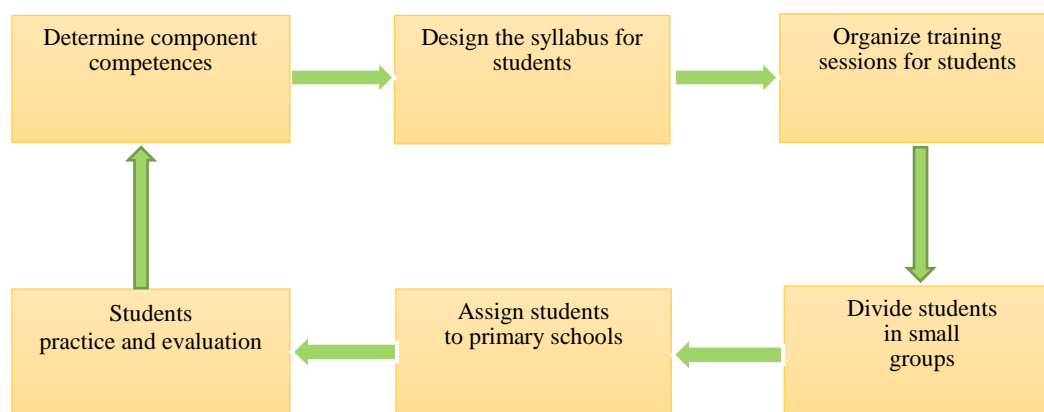 Determine component
competences
Design the syllabus for
students
Organize training
sessions for students
Divide students
in small
groups
Assign students
to primary schools
Students
practice and evaluation